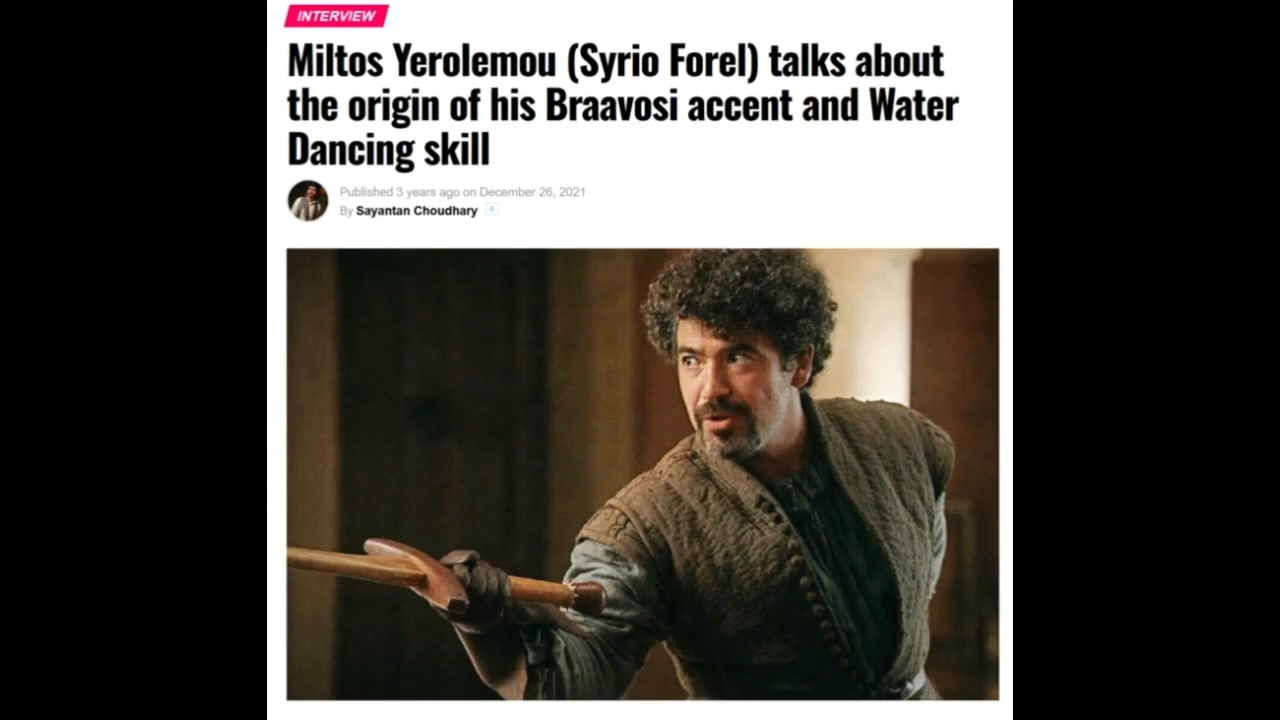 INTERVIEW
Miltos Yerolemou (Syrio Forel) talks about
the origin of his Braavosi accent and Water
Dancing skill
Published 3 years ago on December 26, 2021
By Sayantan Choudhary